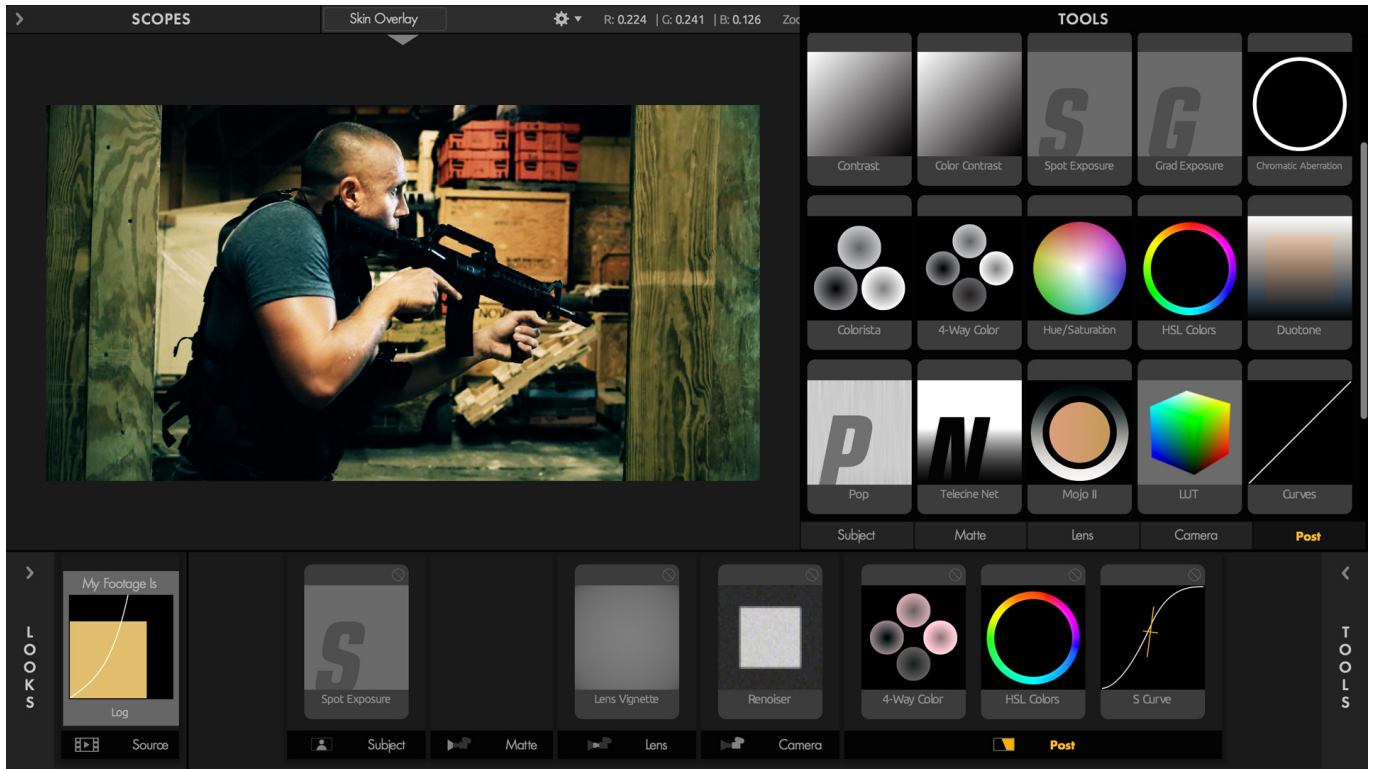 SCOPES
Skin Overlay
R: 0.224 | G: 0.241 | B: 0.126
TOOLS
Contrast
Color Contrast
S
Spot Exposure
G
Grad Exposure
Chromatic Aberration
Colorista
4-Way Color
Hue/Saturation
HSL Colors
Duotone
P
Pop
N
Telecine Net
Mojo II
LUT
Curves
Subject
Matte
Lens
Camera
Post
LOOKS
My Footage Is
Log
Source
S
Spot Exposure
Subject
Matte
Lens Vignette
Lens
Renoiser
Camera
4-Way Color
HSL Colors
S Curve
Post
TOOLS